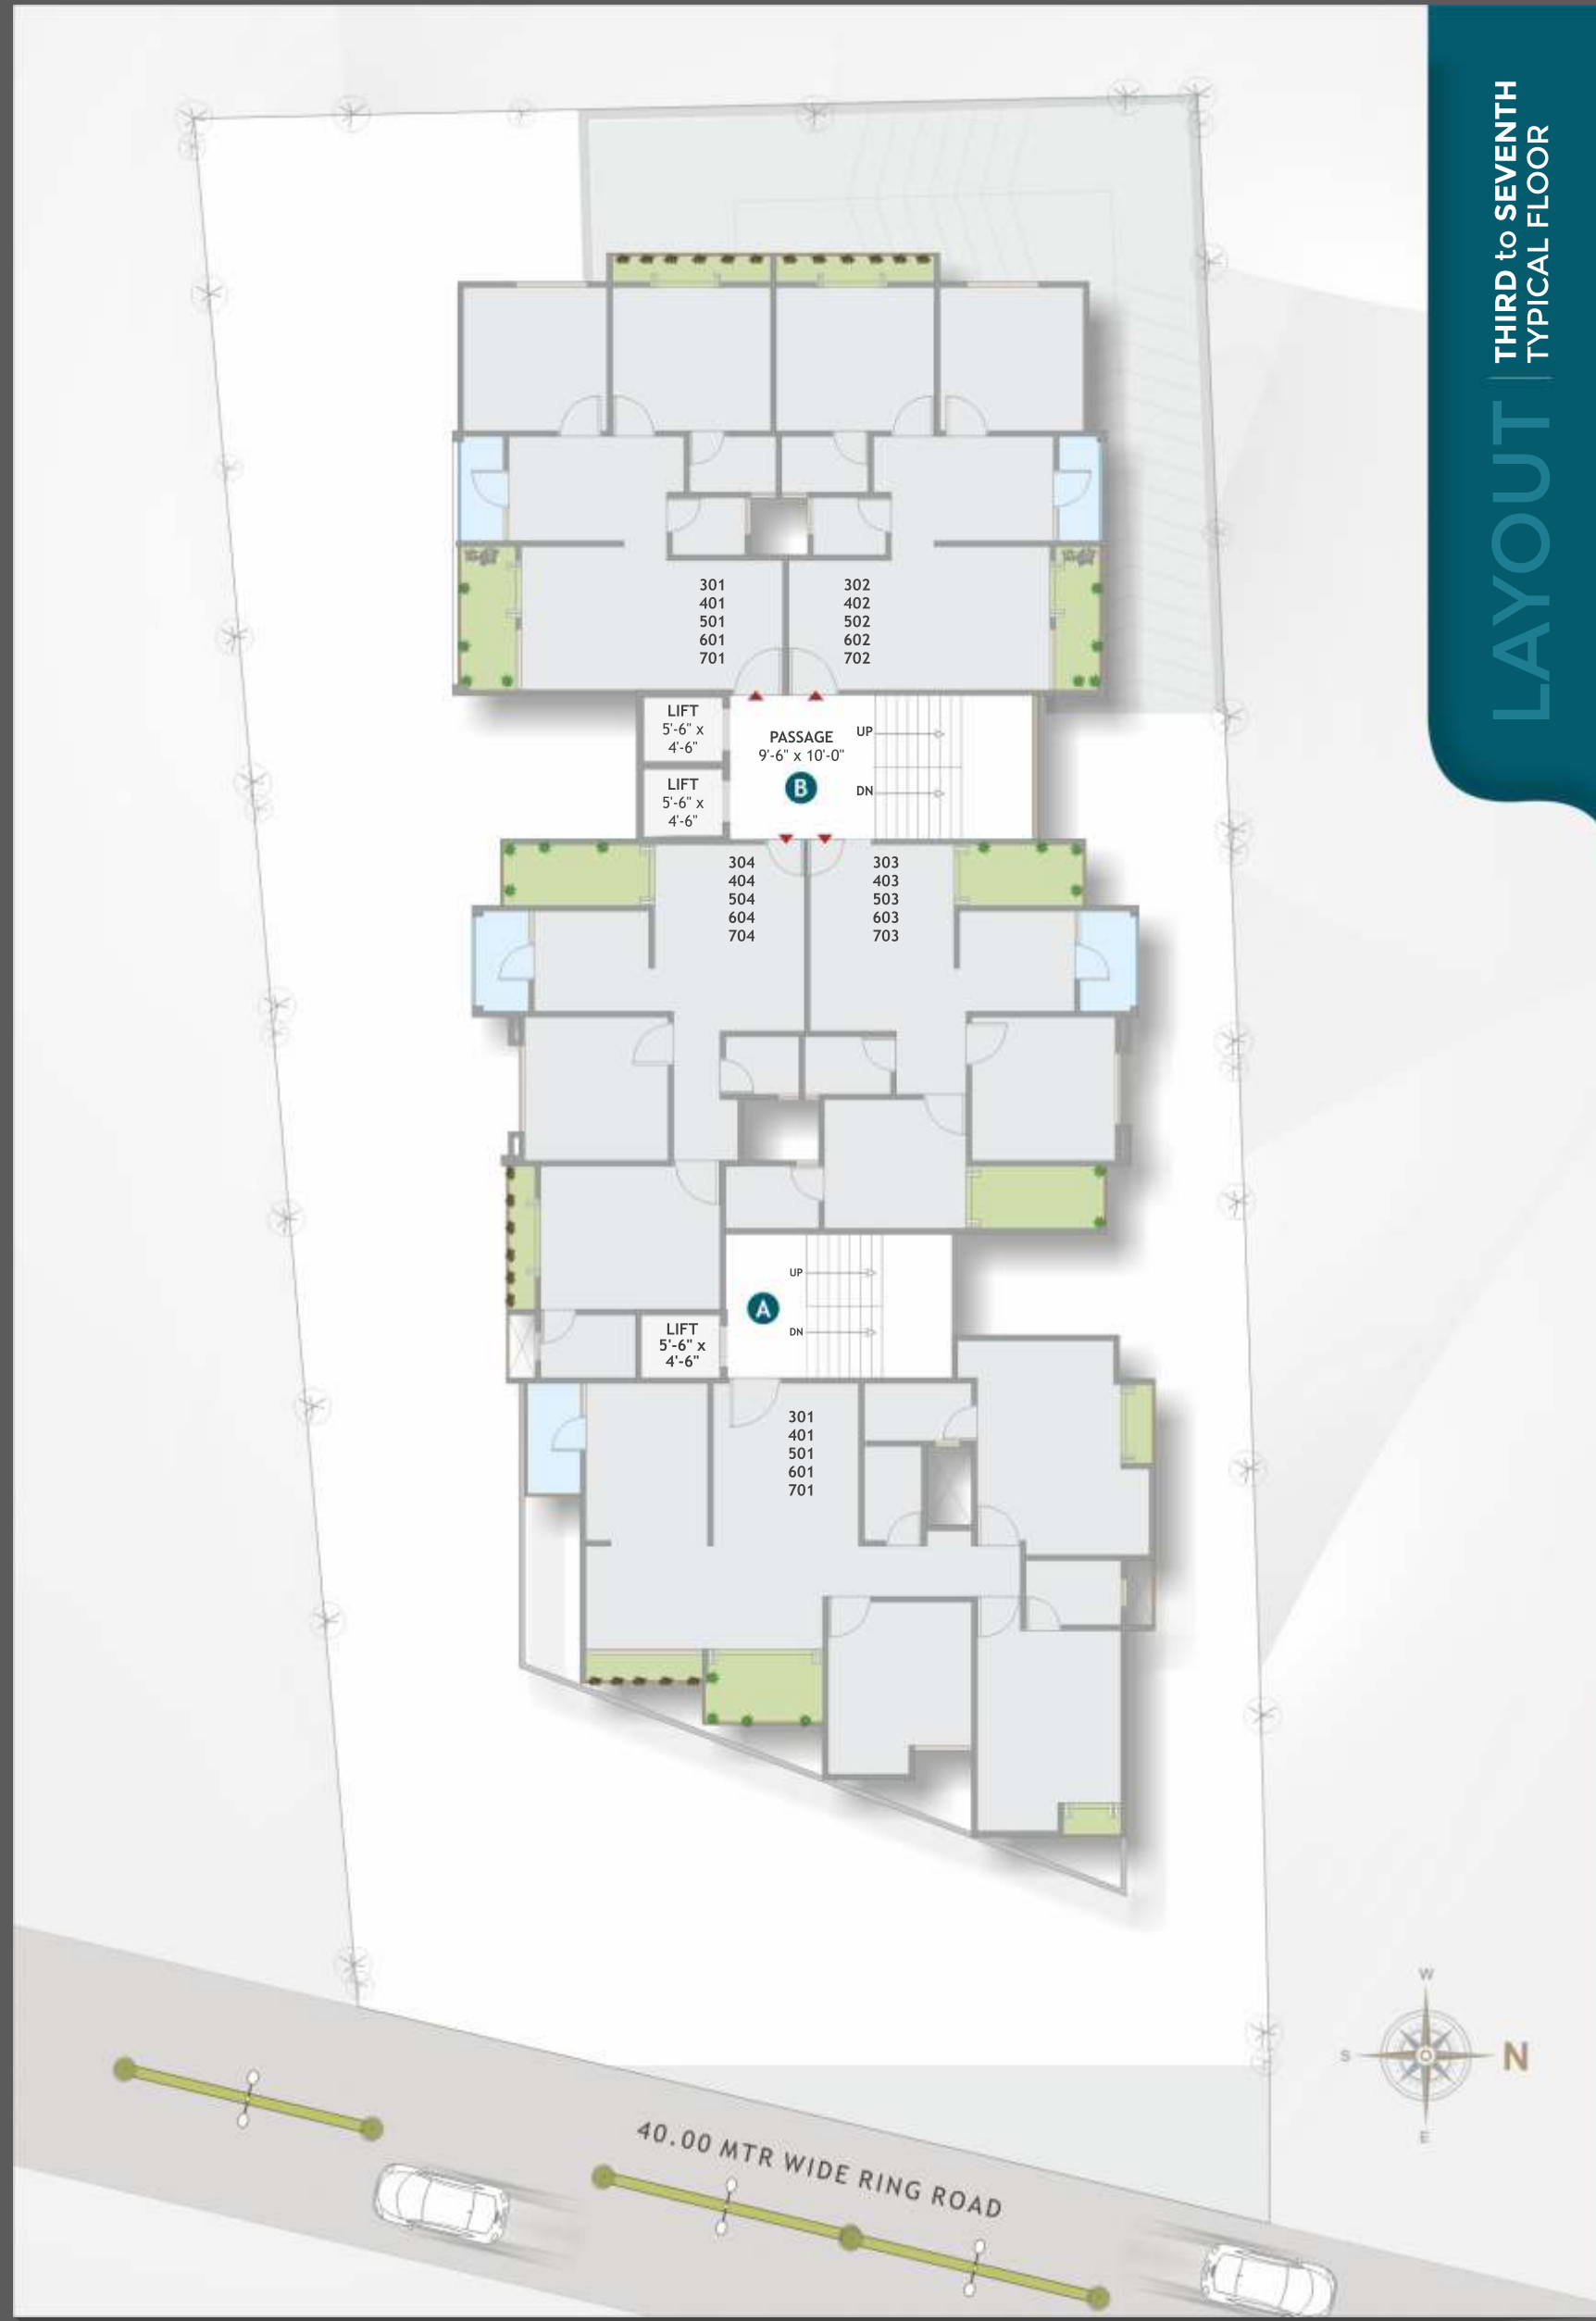 LAYOUT
THIRD to SEVENTH
TYPICAL FLOOR
301
401
501
601
701
302
402
502
602
702
LIFT
5'-6" x
4'-6"
LIFT
5'-6" x
4'-6"
PASSAGE
9'-6" x 10'-0"
B
UP
DN
304
404
504
604
704
303
403
503
603
703
UP
A
DN
LIFT
5'-6" x
4'-6"
301
401
501
601
701
W
S
N
E
40.00 MTR WIDE RING ROAD